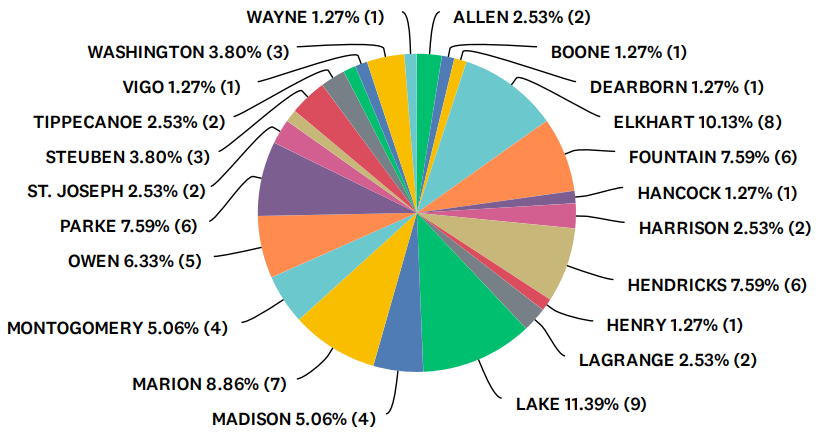 WAYNE 1.27% (1)
ALLEN 2.53% (2)
WASHINGTON 3.80% (3)
BOONE 1.27% (1)
VIGO 1.27% (1)
DEARBORN 1.27% (1)
TIPPECANOE 2.53% (2)
ELKHART 10.13% (8)
STEUBEN 3.80% (3)
FOUNTAIN 7.59% (6)
ST. JOSEPH 2.53% (2)
HANCOCK 1.27% (1)
PARKE 7.59% (6)
HARRISON 2.53% (2)
OWEN 6.33% (5)
HENDRICKS 7.59% (6)
MONTOGOMERY 5.06% (4)
HENRY 1.27% (1)
LAGRANGE 2.53% (2)
MARION 8.86% (7)
LAKE 11.39% (9)
MADISON 5.06% (4)